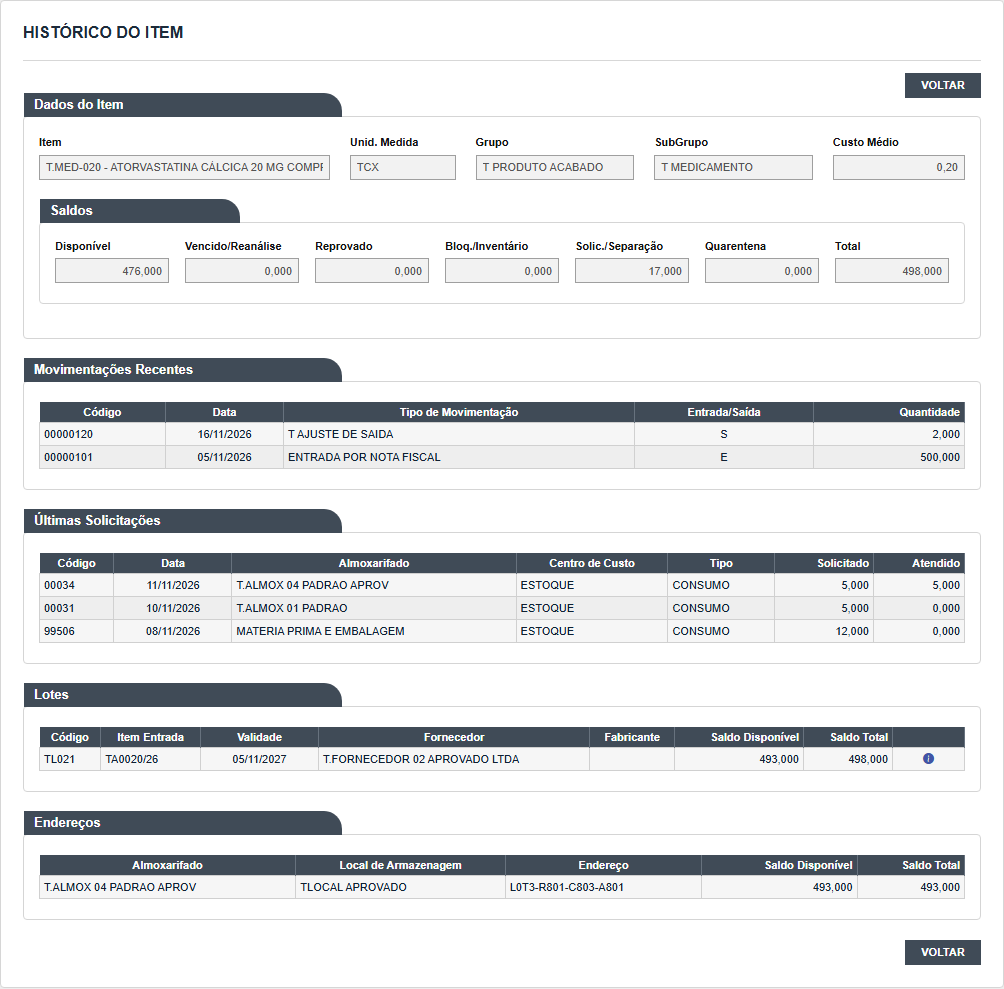 HISTÓRICO DO ITEM
VOLTAR
Dados do Item
Item Unid. Medida Grupo SubGrupo Custo Médio
T.MED-020 - ATORVASTATINA CÁLCICA 20 MG COMPI TCX T PRODUTO ACABADO T MEDICAMENTO 0,20
Saldos
Disponível Vencido/Reanálise Reprovado Bloq./Inventário Solic./Separação Quarentena Total
476,000 0,000 0,000 0,000 17,000 0,000 498,000
Movimentações Recentes
Código Data Tipo de Movimentação Entrada/Saída Quantidade
00000120 16/11/2026 T AJUSTE DE SAIDA S 2,000
00000101 05/11/2026 ENTRADA POR NOTA FISCAL E 500,000
Últimas Solicitações
Código Data Almoxarifado Centro de Custo Tipo Solicitado Atendido
00034 11/11/2026 T.ALMOX 04 PADRAO APROV ESTOQUE CONSUMO 5,000 5,000
00031 10/11/2026 T.ALMOX 01 PADRAO ESTOQUE CONSUMO 5,000 0,000
99506 08/11/2026 MATERIA PRIMA E EMBALAGEM ESTOQUE CONSUMO 12,000 0,000
Lotes
Código Item Entrada Validade Fornecedor Fabricante Saldo Disponível Saldo Total
TL021 TA0020/26 05/11/2027 T.FORNECEDOR 02 APROVADO LTDA 493,000 498,000
Endereços
Almoxarifado Local de Armazenagem Endereço Saldo Disponível Saldo Total
T.ALMOX 04 PADRAO APROV TLOCAL APROVADO L0T3-R801-C803-A801 493,000 493,000
VOLTAR